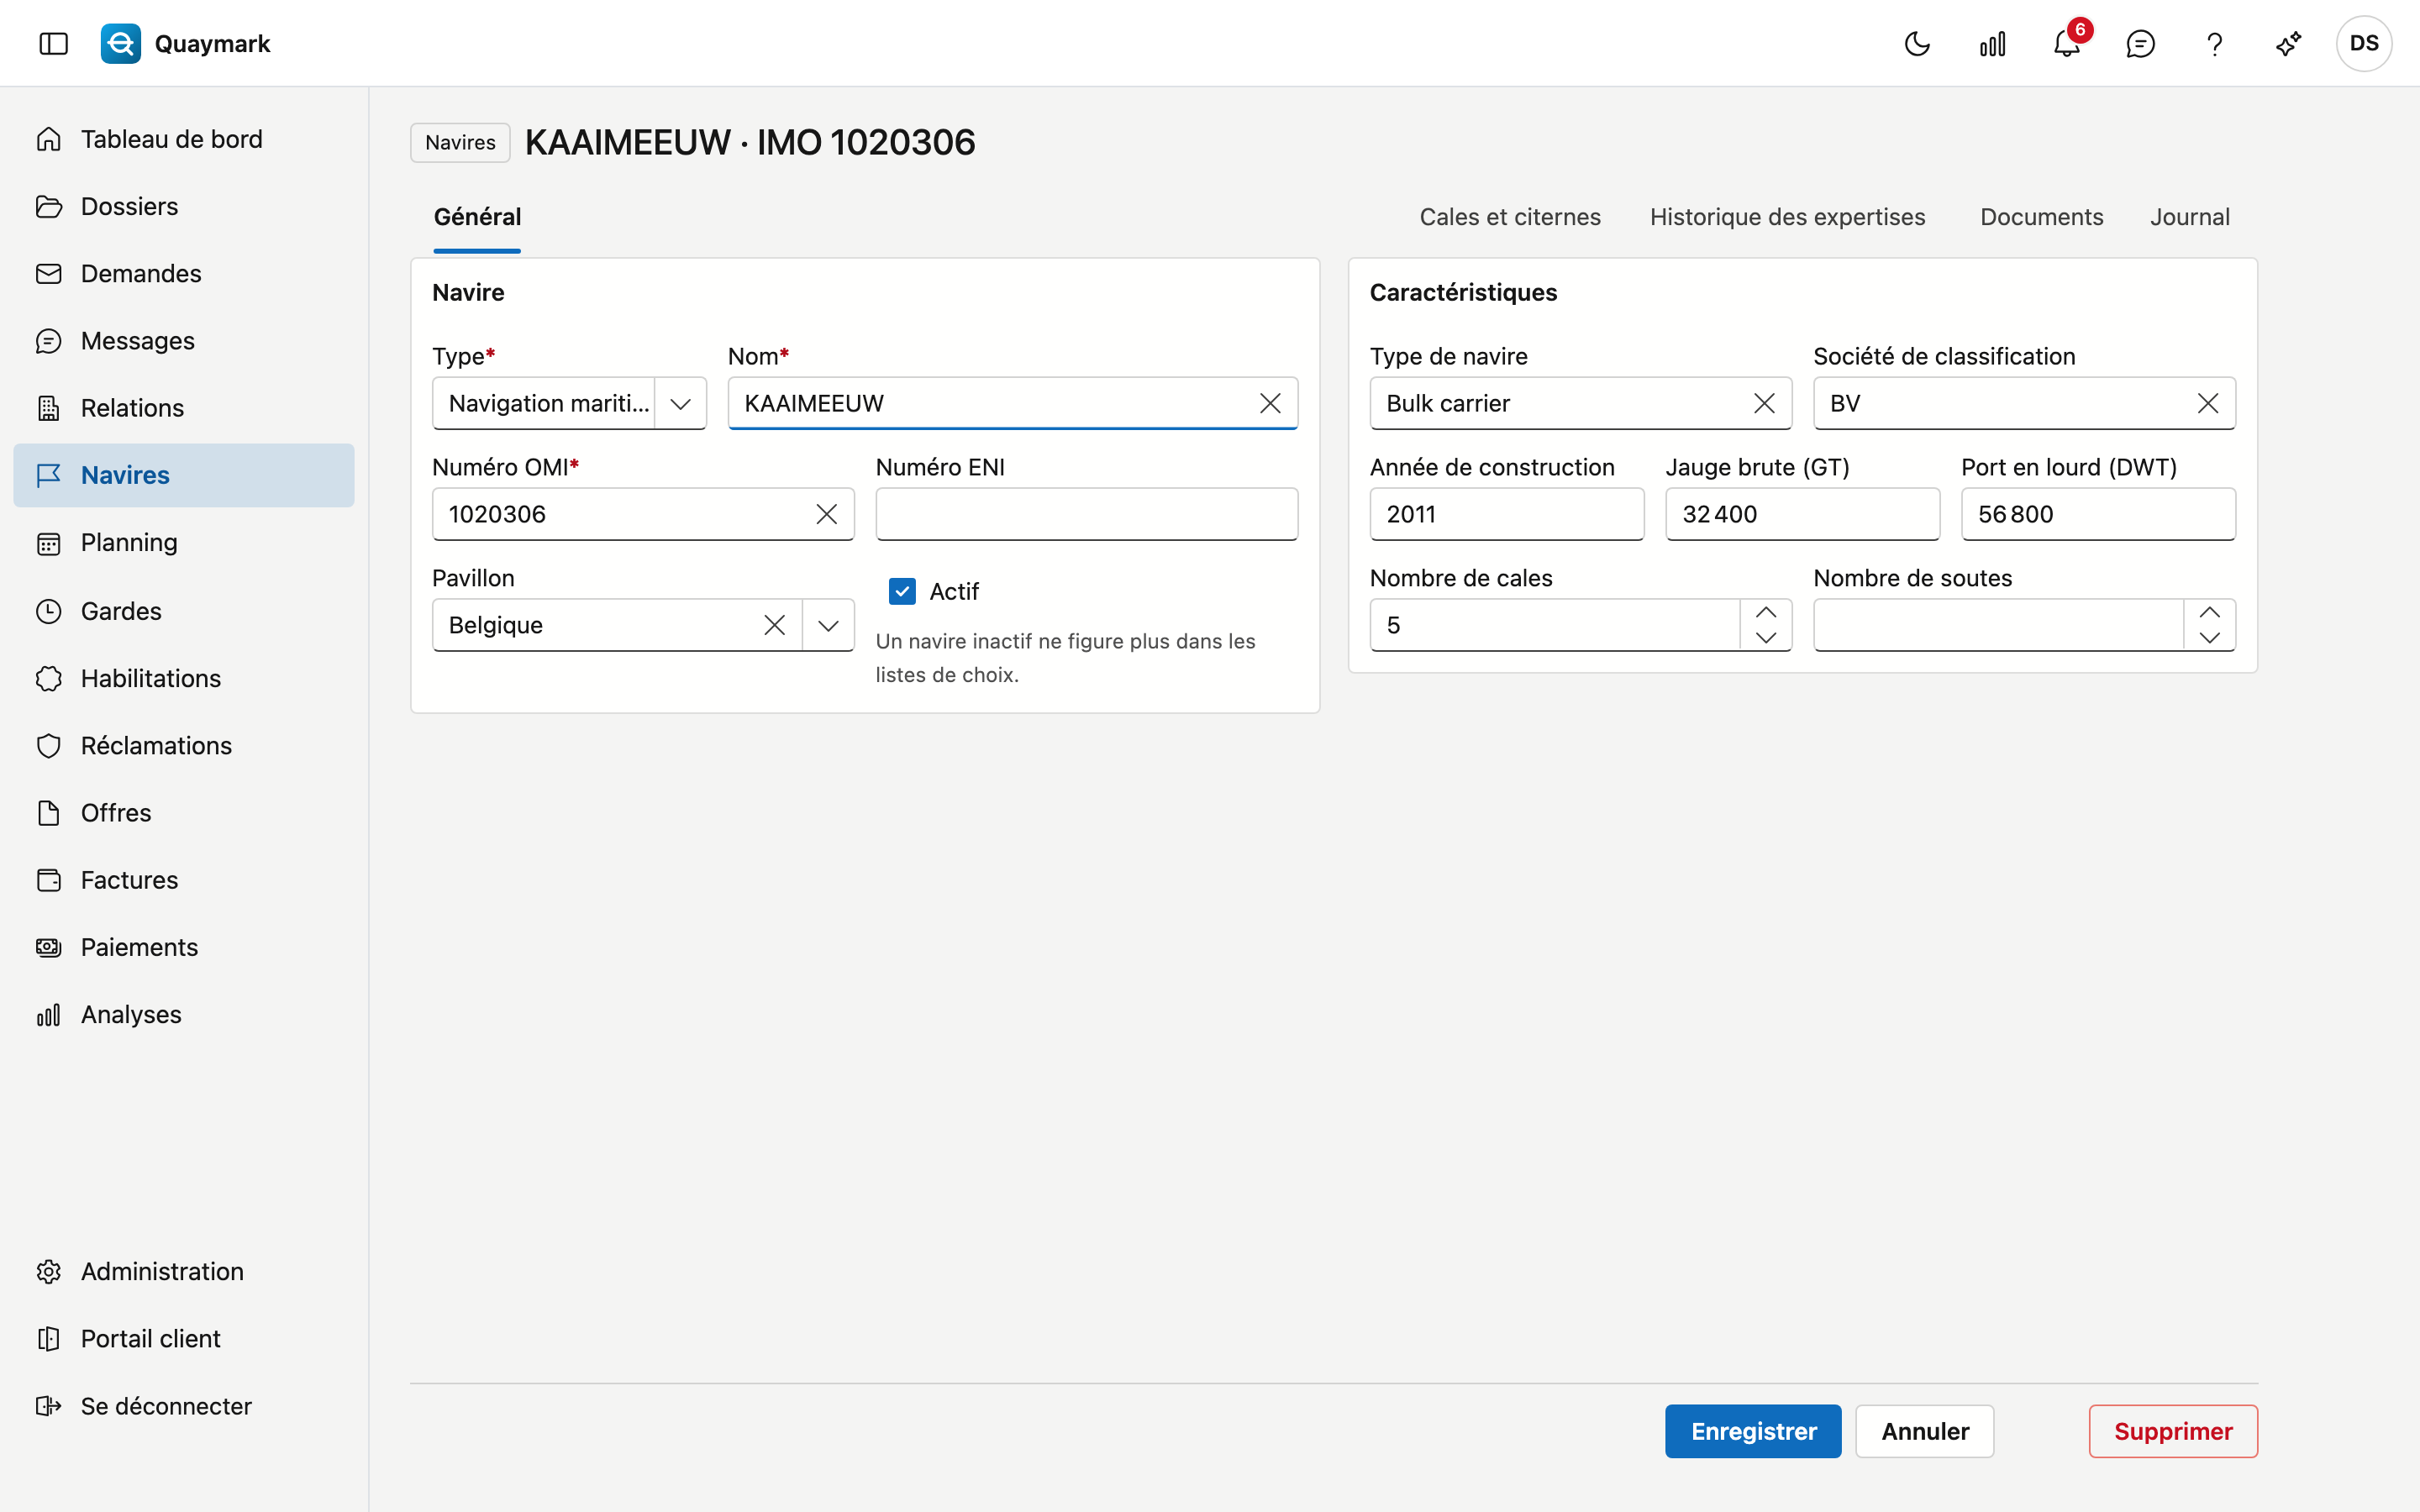 Quaymark
6
DS
Tableau de bord
Dossiers
Demandes
Messages
Relations
Navires
Planning
Gardes
Habilitations
Réclamations
Offres
Factures
Paiements
Analyses
Administration
Portail client
Se déconnecter
Navires
KAAIMEEUW · IMO 1020306
Général
Cales et citernes
Historique des expertises
Documents
Journal
Navire
Type*
Nom*
Navigation mariti...
KAAIMEEUW
Numéro OMI*
Numéro ENI
1020306
Pavillon
Belgique
Actif
Un navire inactif ne figure plus dans les
listes de choix.
Caractéristiques
Type de navire
Société de classification
Bulk carrier
BV
Année de construction
Jauge brute (GT)
Port en lourd (DWT)
2011
32 400
56 800
Nombre de cales
Nombre de soutes
5
Enregistrer
Annuler
Supprimer